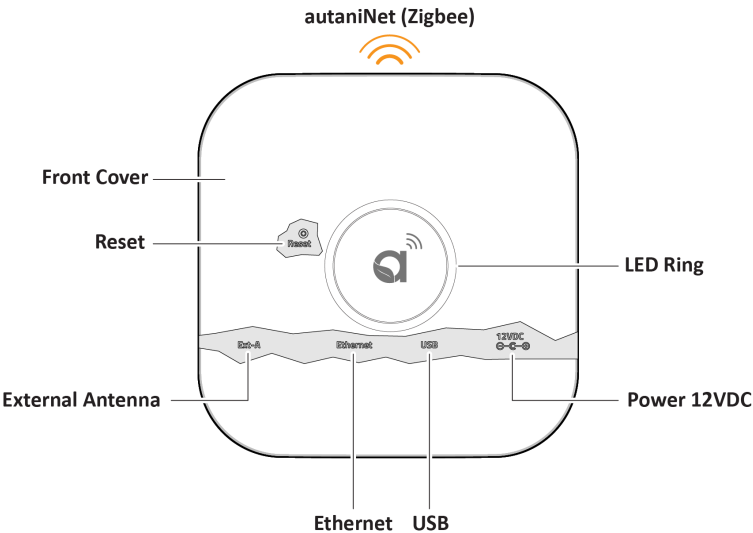 autaniNet (Zigbee)
Front Cover
Reset
Reset
LED Ring
Ext-A
Ethernet
USB
12VDC
External Antenna
Power 12VDC
Ethernet
USB